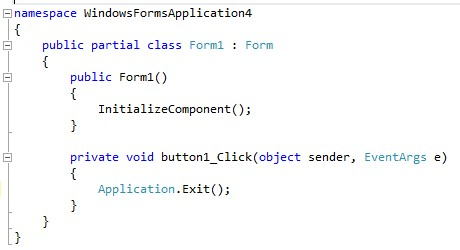 namespace WindowsFormsApplication4
{
    public partial class Form1 : Form
    {
        public Form1()
        {
            InitializeComponent();
        }

        private void button1_Click(object sender, EventArgs e)
        {
            Application.Exit();
        }
    }
}